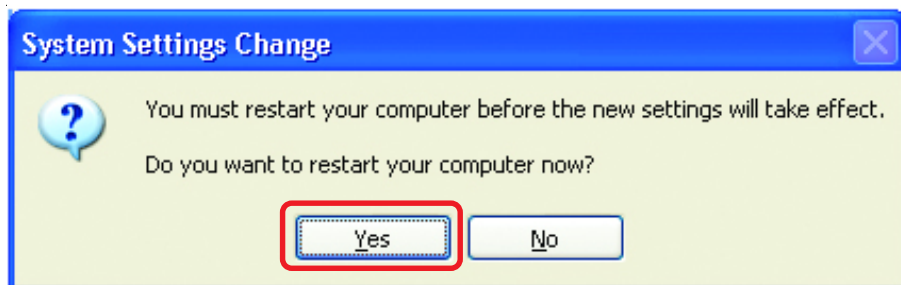 System Settings Change
You must restart your computer before the new settings will take effect.
Do you want to restart your computer now?
Yes
No